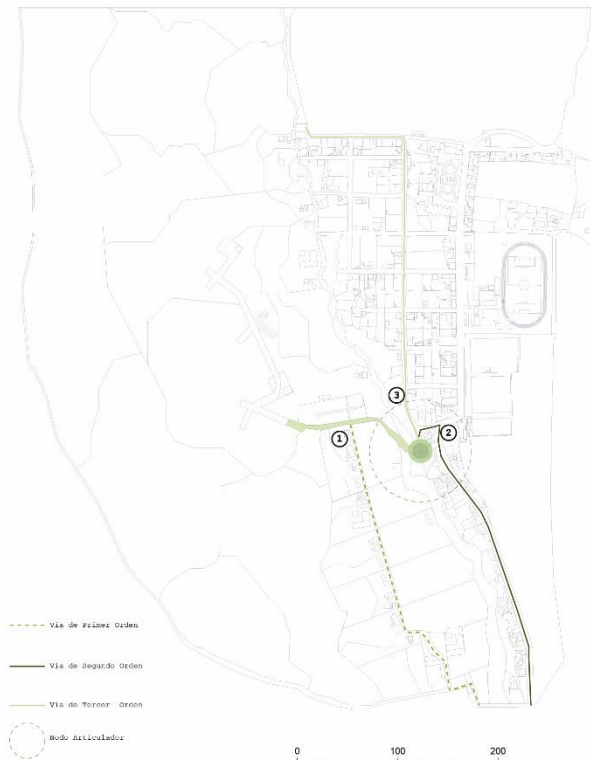 3
2
1
Via de Primer Orden
Via de Segundo Orden
Via de Tercer Orden
Nodo Articulador
0 100 200